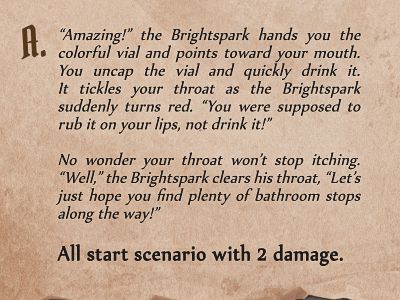 A. “Amazing!” the Brightspark hands you the
colorful vial and points toward your mouth.
You uncap the vial and quickly drink it.
It tickles your throat as the Brightspark
suddenly turns red. “You were supposed to
rub it on your lips, not drink it!”
No wonder your throat won’t stop itching.
“Well,” the Brightspark clears his throat, “Let’s
just hope you find plenty of bathroom stops
along the way!”
All start scenario with 2 damage.